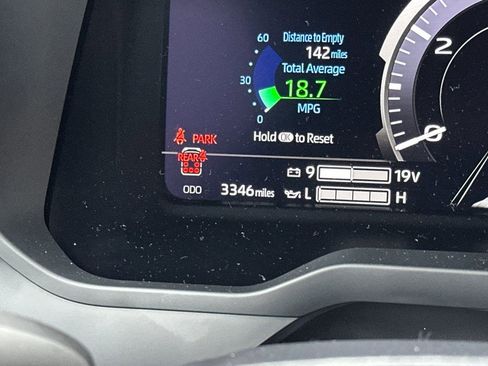 Distance to Empty
60
142 miles
Total Average
30
18.7
MPG
0
Hold OK to Reset
2
0
PARK
REAR
9 19V
ODO 3346 miles
L H